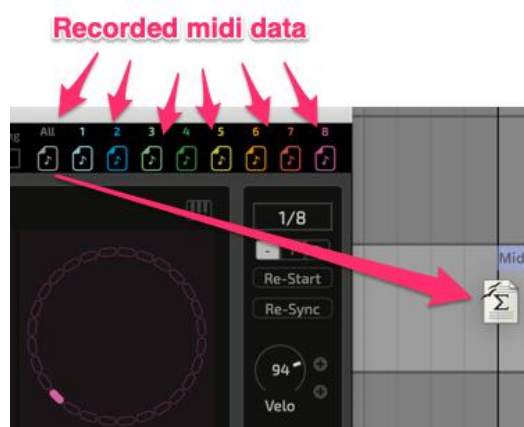 Recorded midi data
ng All 1 2 3 4 5 6 7 8
1/8
Re-Start
Re-Sync
94
Velo
Mid
Σ